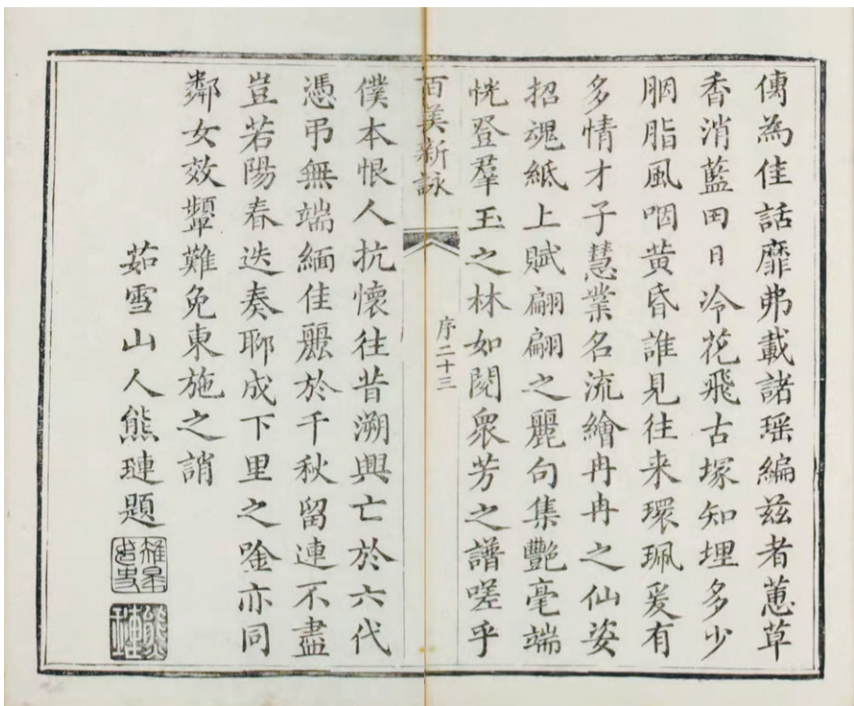 傳為佳話靡弗載諸瑶編茲者蕙草
香消藍田日冷花飛古塚知埋多少
胭脂風咽黄昏誰見往来環珮爰有
多情才子慧業名流繪冉冉之仙姿
招魂紙上賦翩翩之麗句集艷毫端
恍登羣玉之林如閱衆芳之譜嗟乎
百美新詠
序二十三
僕本恨人抗懷往昔溯興亡於六代
憑弔無端緬佳麗於千秋留連不盡
豈若陽春迭奏聊成下里之唫亦同
鄰女效顰難免東施之誚
茹雪山人熊璉題
熊璉